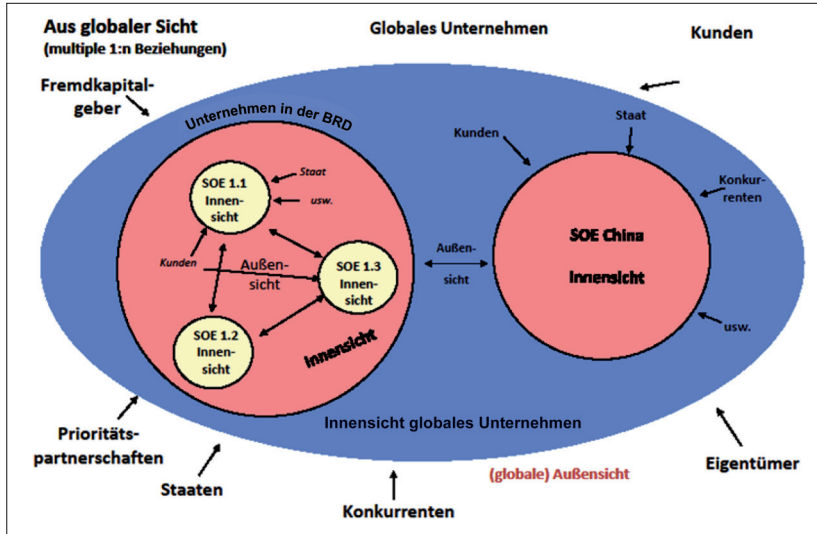 Aus globaler Sicht
(multiple 1:n Beziehungen)
Globales Unternehmen
Kunden
Fremdkapital-
geber
Unternehmen in der BRD
Staat
Kunden
SOE 1.1
Innen-
sicht
Staat
usw.
Konkur-
renten
Kunden
Außen-
sicht
SOE 1.3
Innen-
sicht
Außen-
sicht
SOE China
Innensicht
SOE 1.2
Innen-
sicht
Innensicht
usw.
Innensicht globales Unternehmen
Prioritäts-
partnerschaften
Staaten
(globale) Außensicht
Eigentümer
Konkurrenten